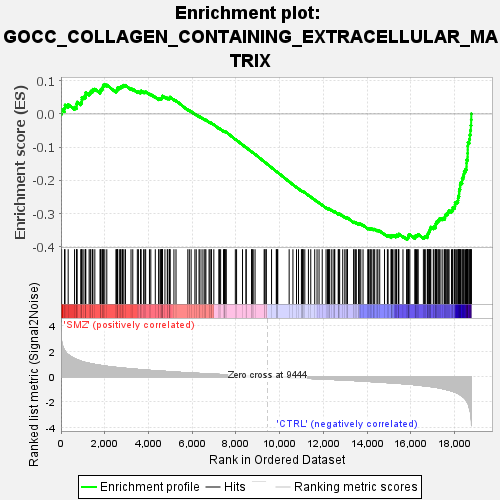 Enrichment plot:
GOCC_COLLAGEN_CONTAINING_EXTRACELLULAR_MA
TRIX
Enrichment score (ES)
0.1
0.0
-0.1
-0.2
-0.3
-0.4
'SMZ' (positively correlated)
Ranked list metric (Signal2Noise)
4
2
0
-2
-4
Zero cross at 9444
'CTRL' (negatively correlated)
0 2,000 4,000 6,000 8,000 10,000 12,000 14,000 16,000 18,000
Rank in Ordered Dataset
Enrichment profile Hits Ranking metric scores